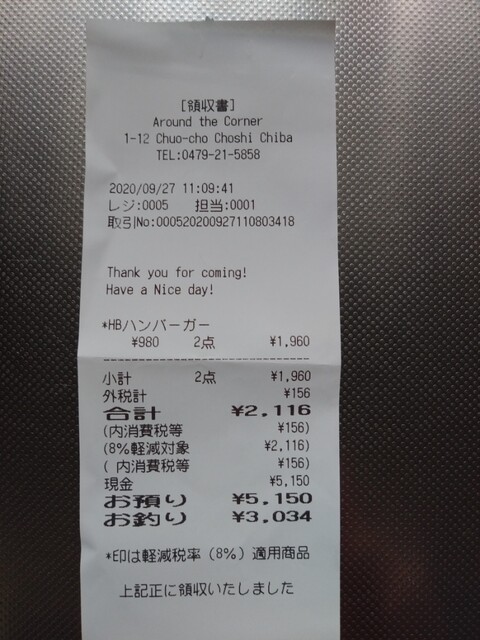 [領収書]
Around the Corner
1-12 Chuo-cho Choshi Chiba
TEL:0479-21-5858
2020/09/27 11:09:41
レジ:0005 担当:0001
取引No:000520200927110803418
Thank you for coming!
Have a Nice day!
*HBハンバーガー
¥980 2点 ¥1,960
小計 2点 ¥1,960
外税計 ¥156
合計 ¥2,116
(内消費税等 ¥156)
(8%軽減対象 ¥2,116)
( 内消費税等 ¥156)
現金 ¥5,150
お預り ¥5,150
お釣り ¥3,034
*印は軽減税率(8%)適用商品
上記正に領収いたしました